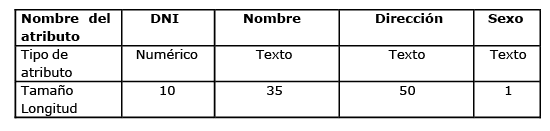 Nombre del atributo DNI Nombre Dirección Sexo
Tipo de atributo Numérico Texto Texto Texto
Tamaño Longitud 10 35 50 1